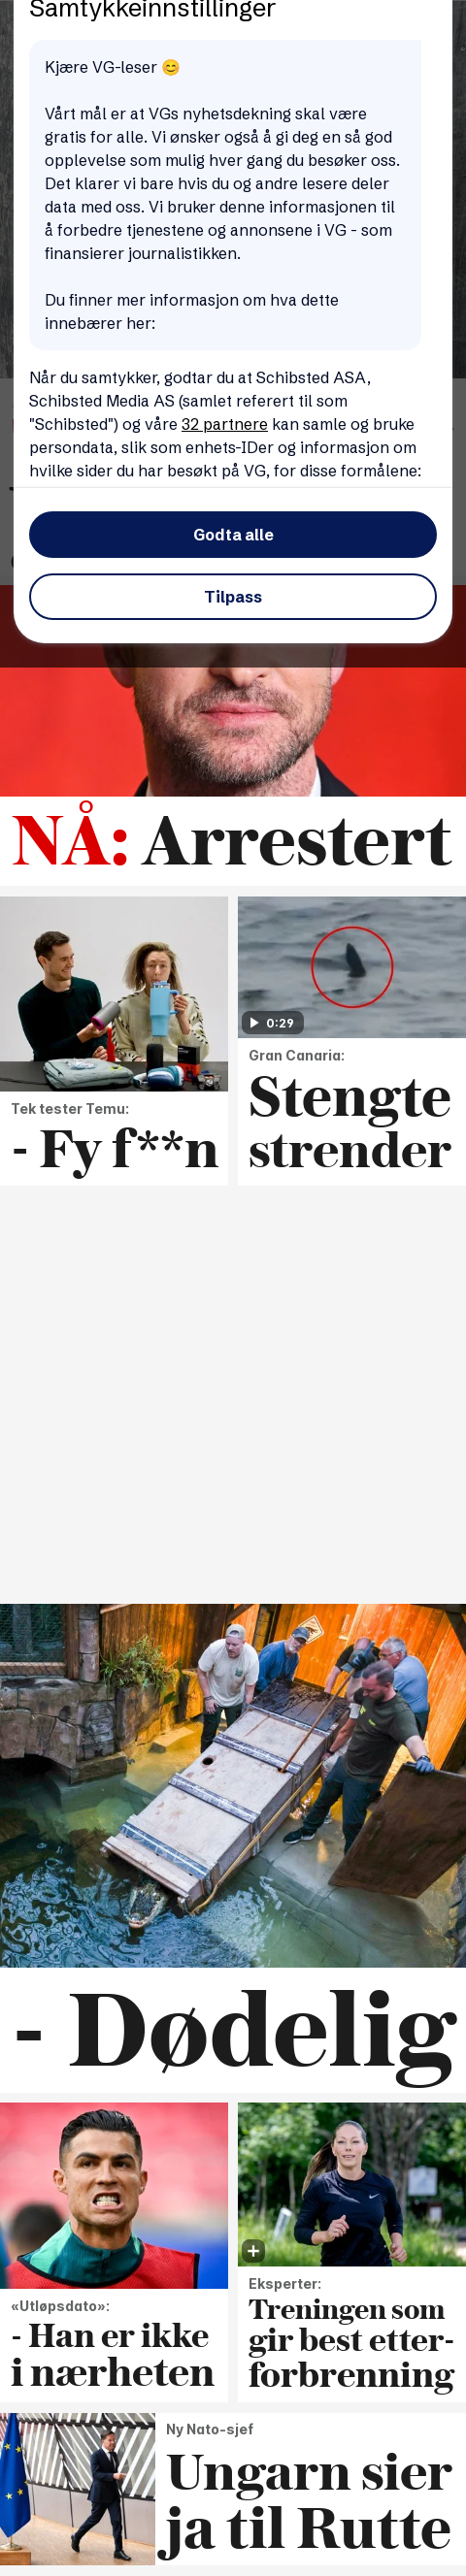 Samtykkeinnstillinger
Kjære VG-leser 😊
Vårt mål er at VGs nyhetsdekning skal være
gratis for alle. Vi ønsker også å gi deg en så god
opplevelse som mulig hver gang du besøker oss.
Det klarer vi bare hvis du og andre lesere deler
data med oss. Vi bruker denne informasjonen til
å forbedre tjenestene og annonsene i VG - som
finansierer journalistikken.
Du finner mer informasjon om hva dette
innebærer her:
Når du samtykker, godtar du at Schibsted ASA,
Schibsted Media AS (samlet referert til som
"Schibsted") og våre 32 partnere kan samle og bruke
persondata, slik som enhets-IDer og informasjon om
hvilke sider du har besøkt på VG, for disse formålene:
Godta alle
Tilpass
NÅ: Arrestert
Tek tester Temu:
- Fy f**n
0:29
Gran Canaria:
Stengte
strender
- Dødelig
«Utløpsdato»:
- Han er ikke
i nærheten
Eksperter:
Treningen som
gir best etter-
forbrenning
Ny Nato-sjef
Ungarn sier
ja til Rutte